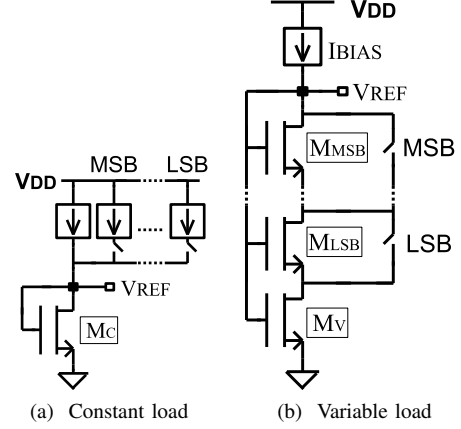 VDD
IBIAS
VREF
MMSB
MSB
MLSB
LSB
MV
MSB
LSB
VDD
VREF
MC
(a) Constant load
(b) Variable load